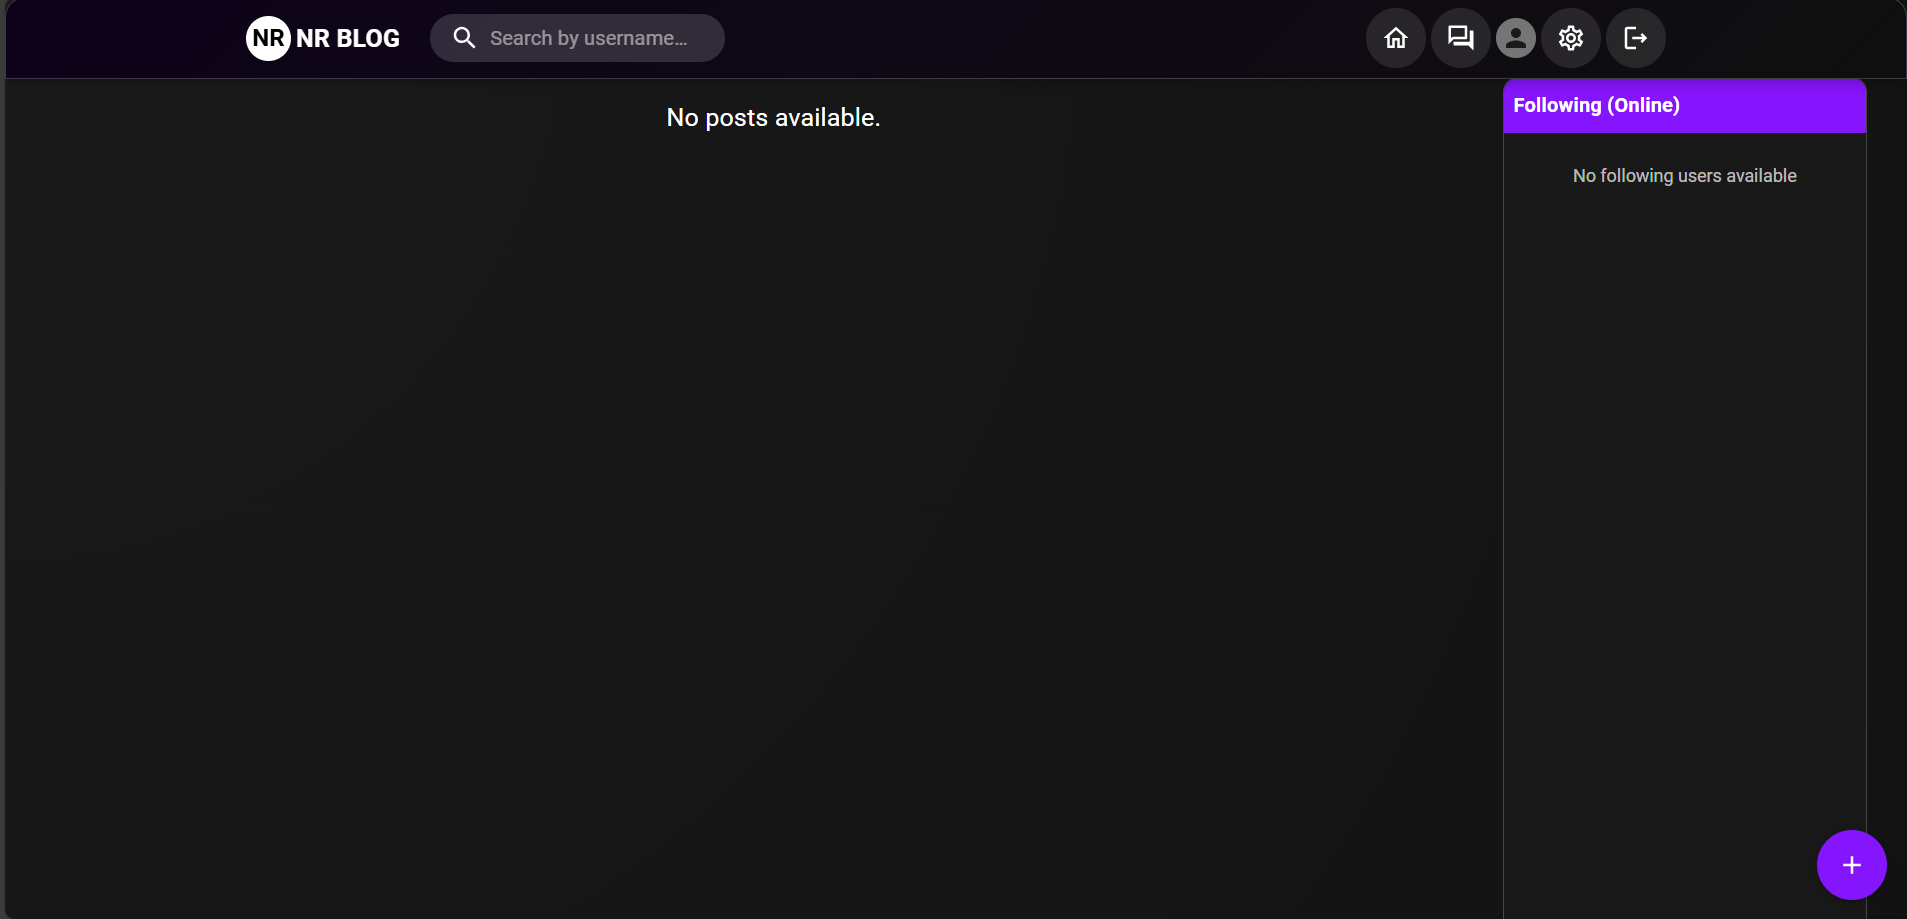 NR NR BLOG
Search by username...
No posts available.
Following (Online)
No following users available